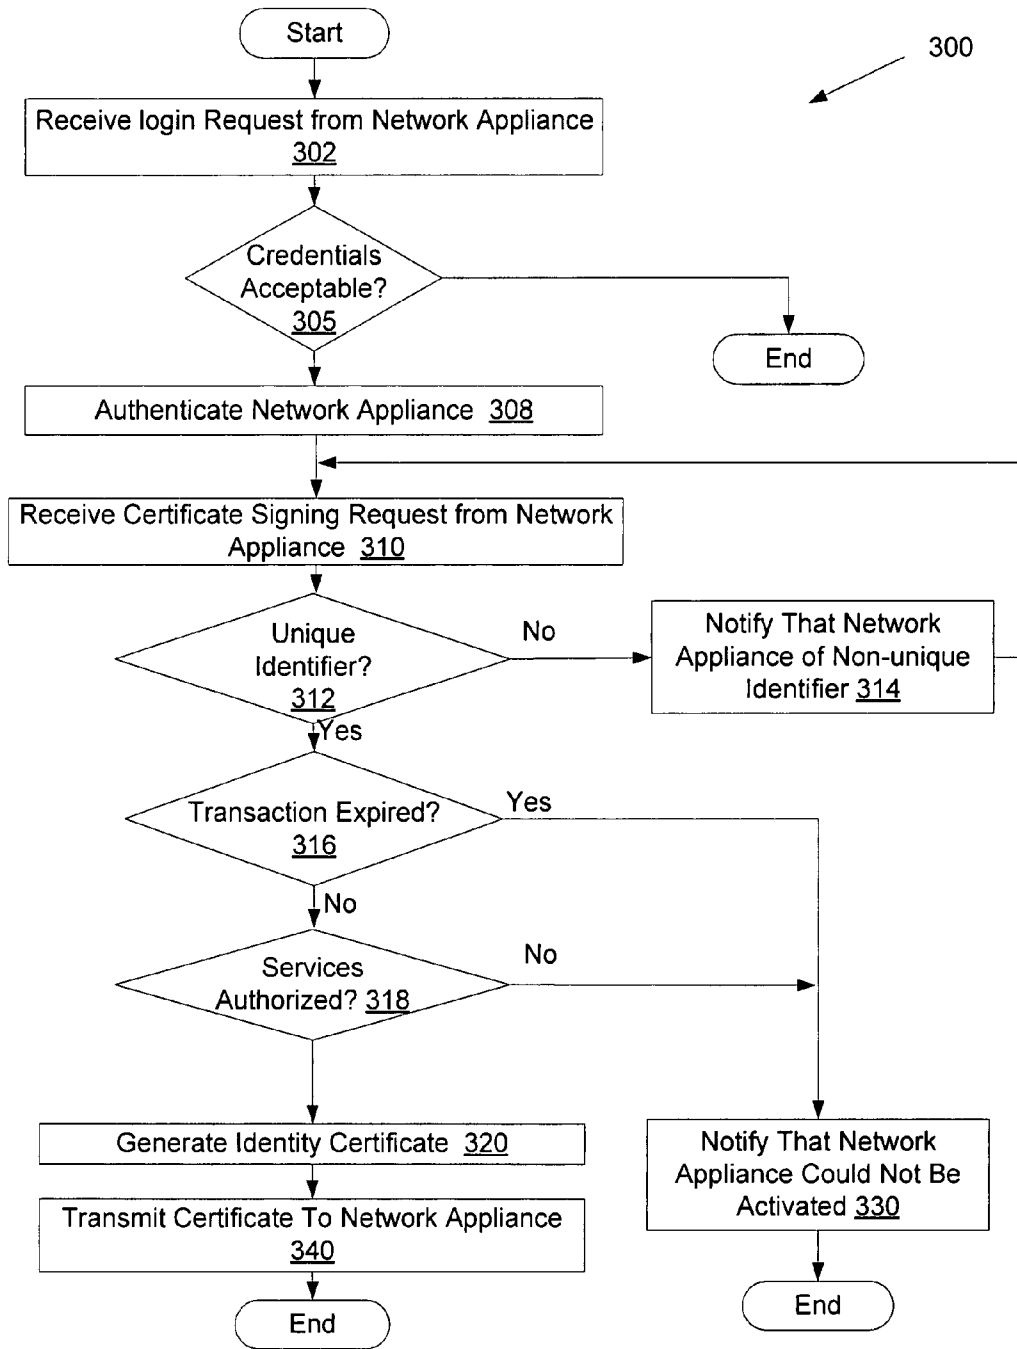 Start
300
Receive login Request from Network Appliance
302
Credentials
Acceptable?
305
End
Authenticate Network Appliance 308
Receive Certificate Signing Request from Network
Appliance 310
Unique
Identifier?
312
No
Notify That Network
Appliance of Non-unique
Identifier 314
Yes
Transaction Expired?
316
Yes
No
Services
Authorized? 318
No
Generate Identity Certificate 320
Transmit Certificate To Network Appliance
340
End
Notify That Network
Appliance Could Not Be
Activated 330
End